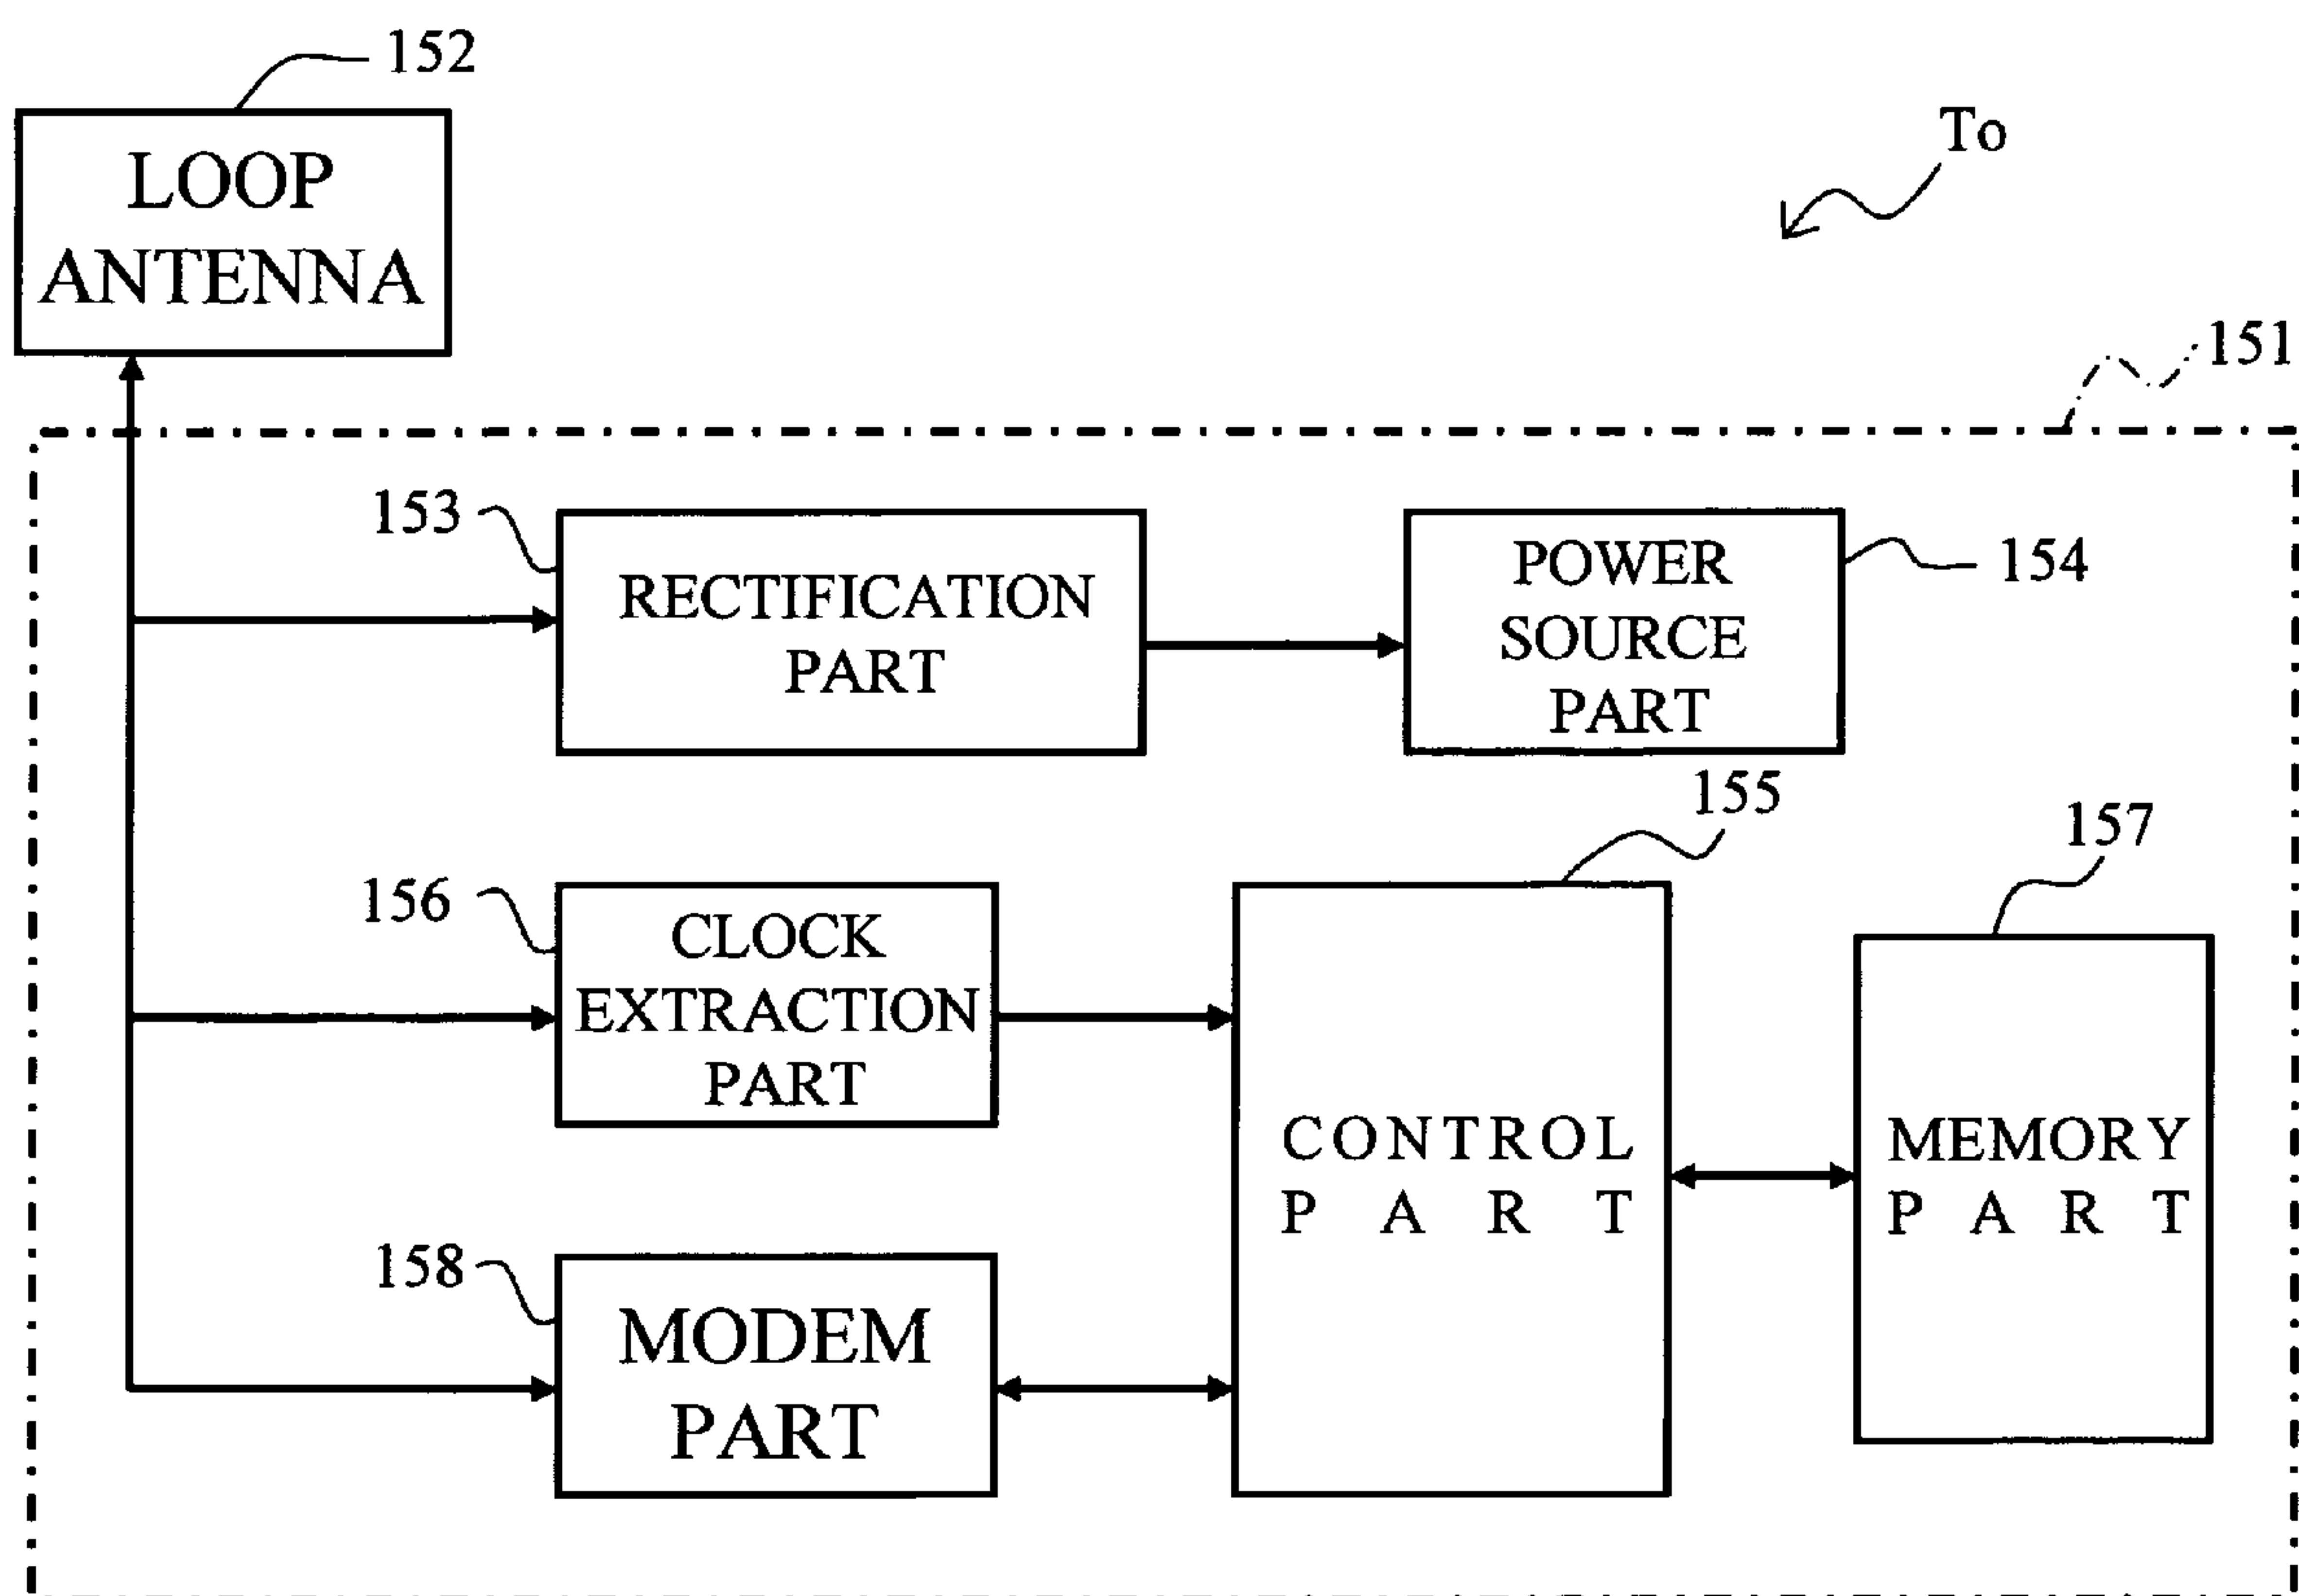 152
LOOP
ANTENNA
To
151
153
RECTIFICATION
PART
POWER
SOURCE
PART
154
155
157
156
CLOCK
EXTRACTION
PART
CONTROL
PART
MEMORY
PART
158
MODEM
PART